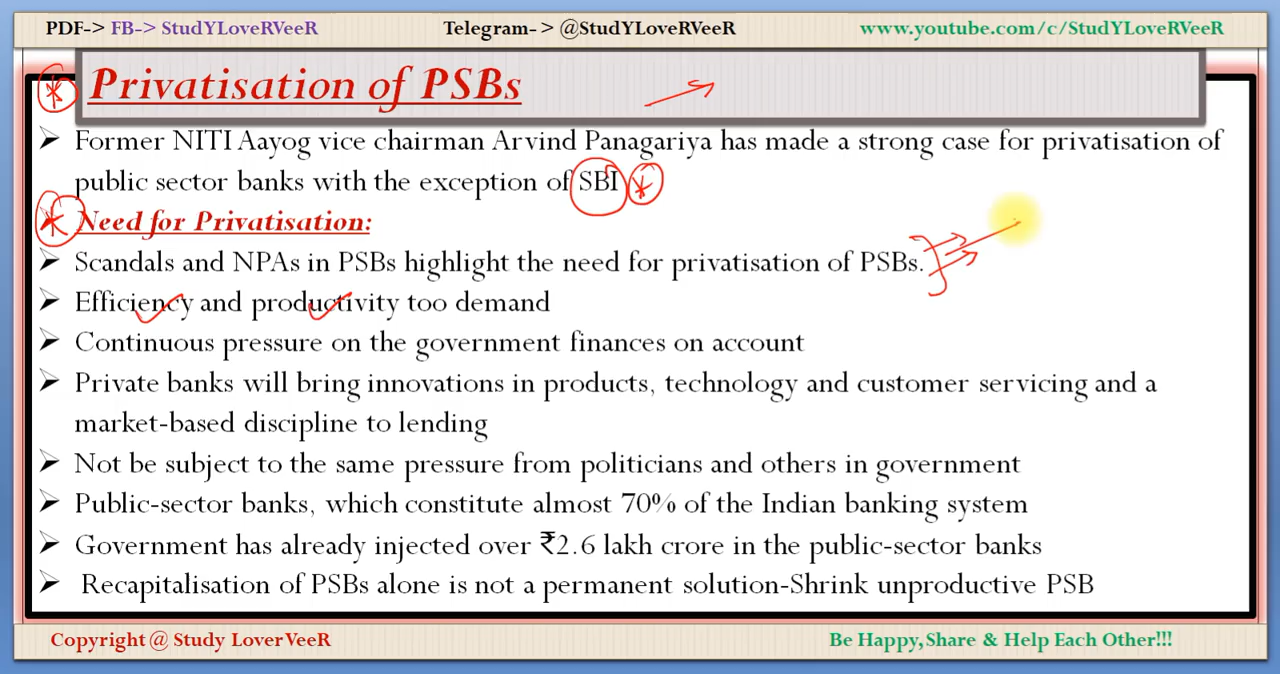 PDF-> FB-> StudYLoveRVeeR Telegram- > @StudYLoveRVeeR www.youtube.com/c/StudYLoveRVeeR
Privatisation of PSBs
Former NITI Aayog vice chairman Arvind Panagariya has made a strong case for privatisation of
public sector banks with the exception of SBI
Need for Privatisation:
Scandals and NPAs in PSBs highlight the need for privatisation of PSBs.
Efficiency and productivity too demand
Continuous pressure on the government finances on account
Private banks will bring innovations in products, technology and customer servicing and a
market-based discipline to lending
Not be subject to the same pressure from politicians and others in government
Public-sector banks, which constitute almost 70% of the Indian banking system
Government has already injected over ₹2.6 lakh crore in the public-sector banks
Recapitalisation of PSBs alone is not a permanent solution-Shrink unproductive PSB
Copyright @ Study LoverVeeR Be Happy,Share & Help Each Other!!!